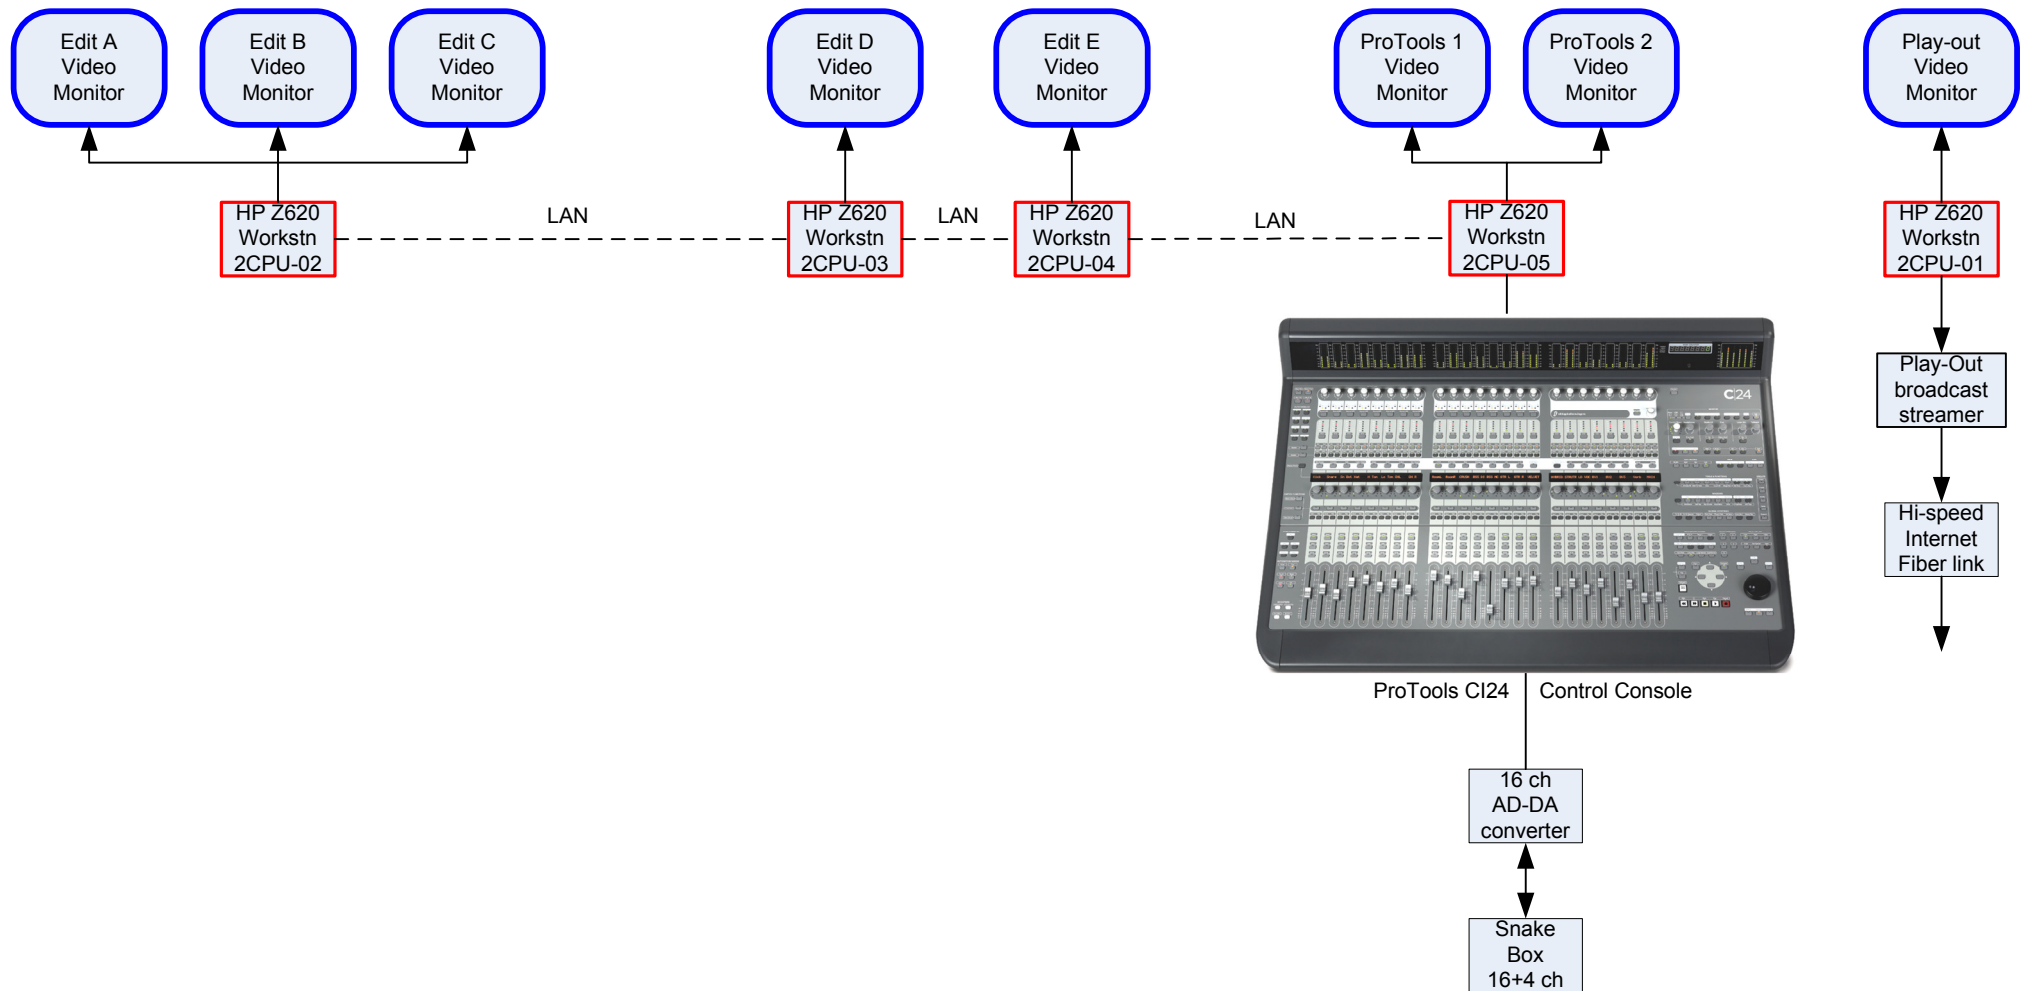 Edit A
Video
Monitor
Edit B
Video
Monitor
Edit C
Video
Monitor
Edit D
Video
Monitor
Edit E
Video
Monitor
ProTools 1
Video
Monitor
ProTools 2
Video
Monitor
Play-out
Video
Monitor
HP Z620
Workstn
2CPU-02
LAN
HP Z620
Workstn
2CPU-03
LAN
HP Z620
Workstn
2CPU-04
LAN
HP Z620
Workstn
2CPU-05
HP Z620
Workstn
2CPU-01
Play-Out
broadcast
streamer
Hi-speed
Internet
Fiber link
C|24
ProTools CI24 Control Console
16 ch
AD-DA
converter
Snake
Box
16+4 ch